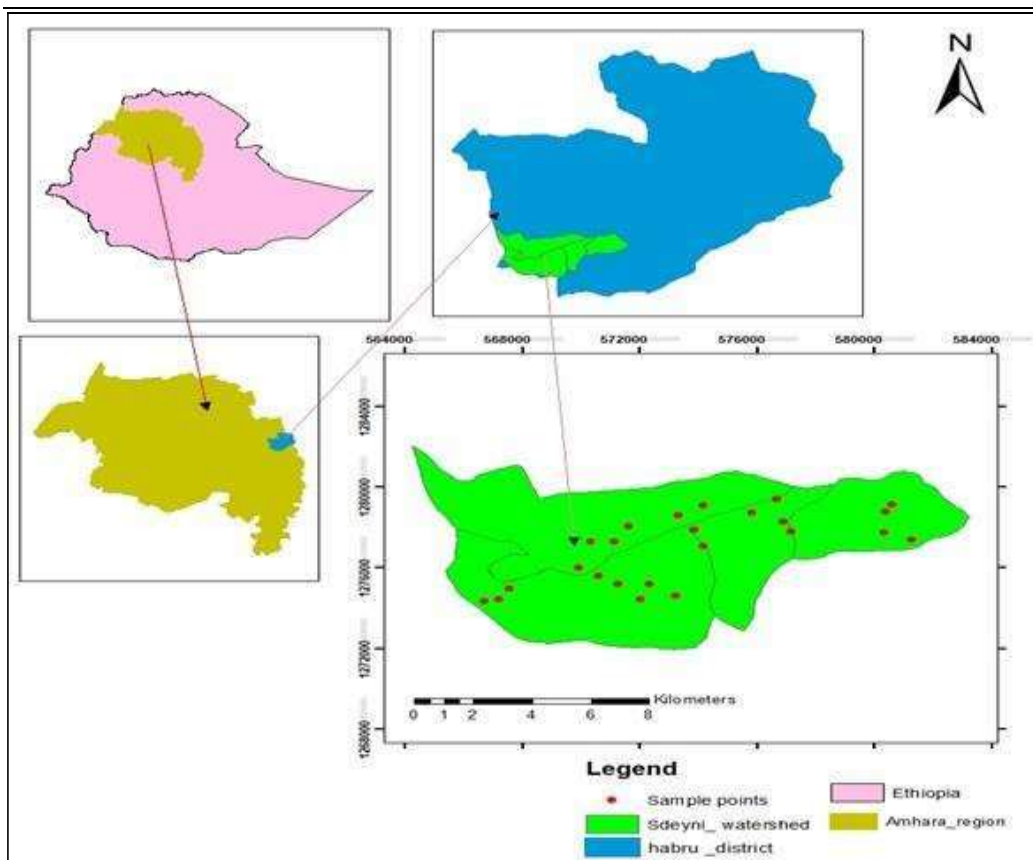 N
564000 568000 572000 576000 580000 584000
1284000
1280000
1276000
1272000
1268000
Kilometers
0 1 2 4 6 8
Legend
Sample points
Sdeyni_ watershed
habru _district
Ethiopia
Amhara_region